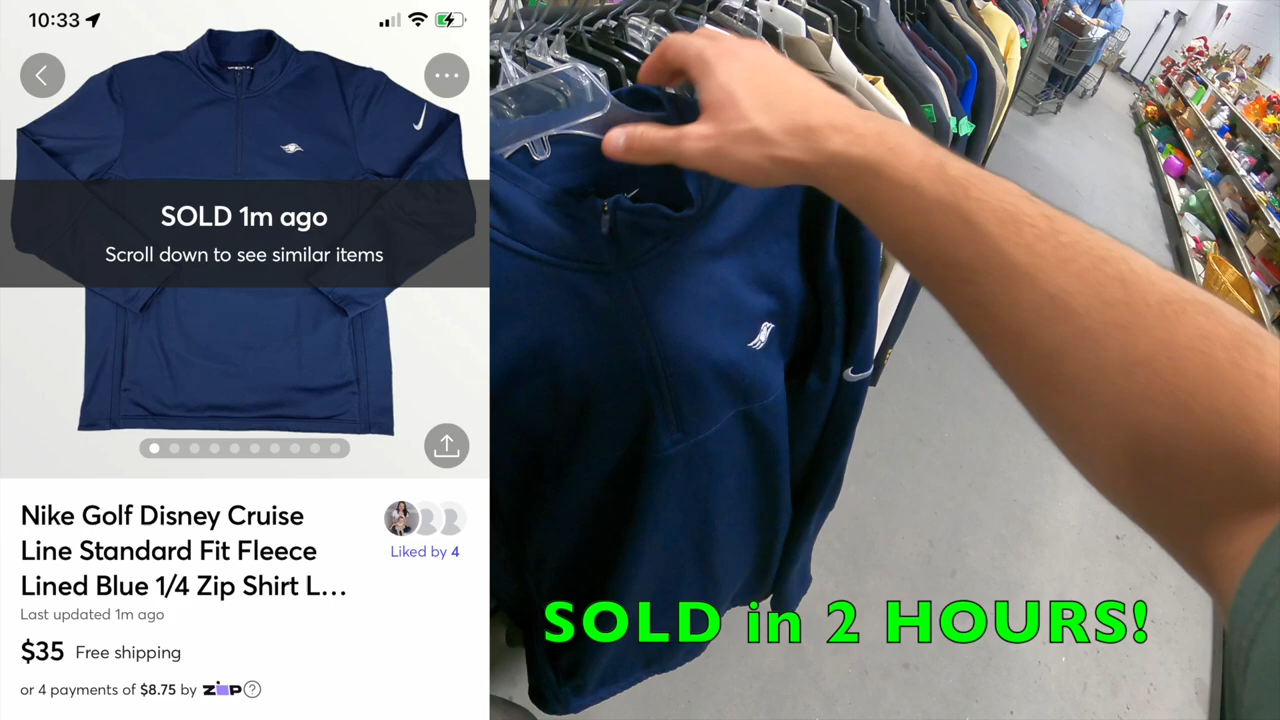 10:33
SOLD 1m ago
Scroll down to see similar items
Nike Golf Disney Cruise
Line Standard Fit Fleece
Lined Blue 1/4 Zip Shirt L...
Liked by 4
Last updated 1m ago
$35 Free shipping
or 4 payments of $8.75 by ZIP ?
SOLD in 2 HOURS!